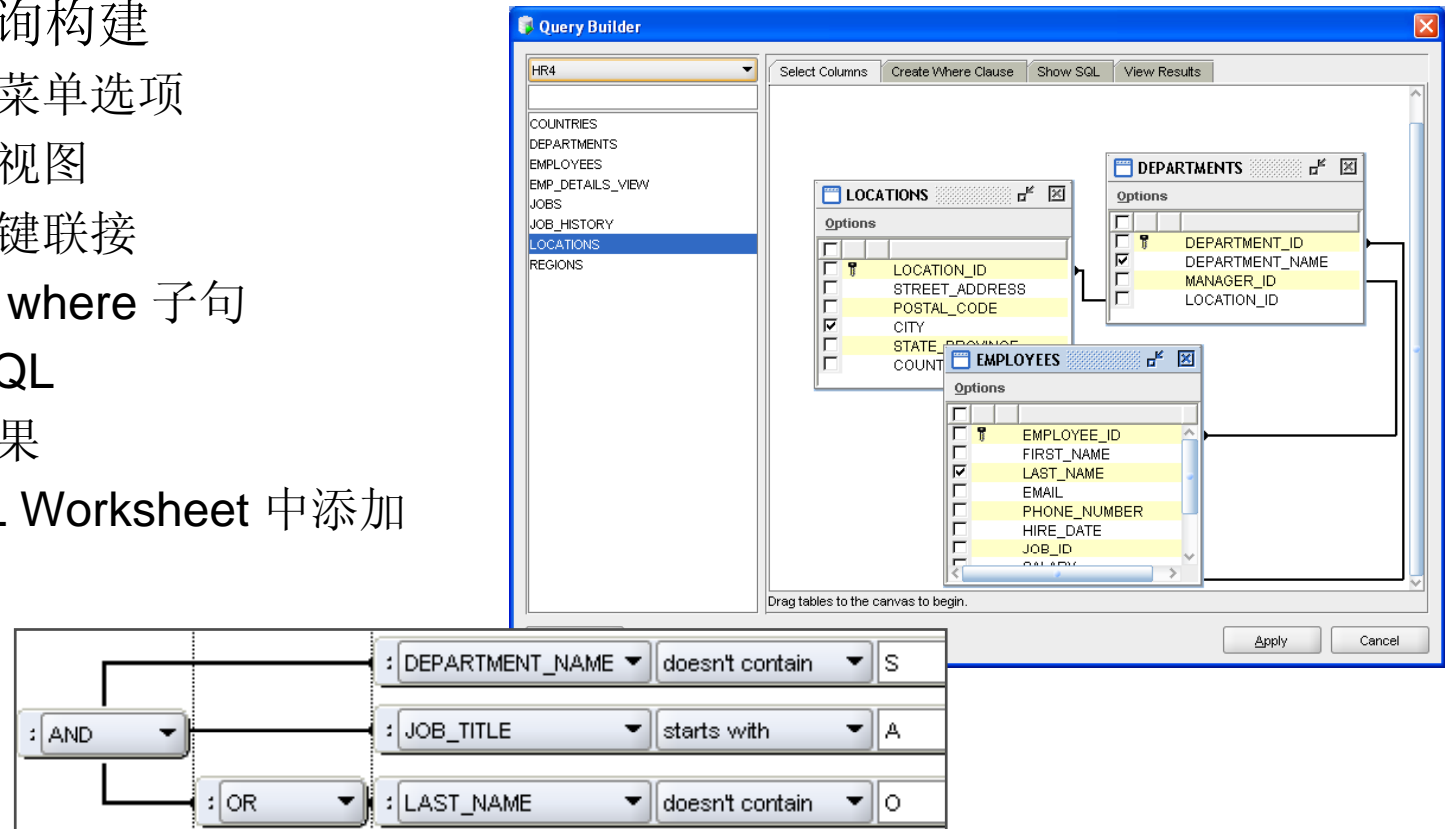 询构建
菜单选项
视图
键联接
where 子句
QL
果
L Worksheet 中添加
Query Builder
HR4
COUNTRIES
DEPARTMENTS
EMPLOYEES
EMP_DETAILS_VIEW
JOBS
JOB_HISTORY
LOCATIONS
REGIONS
Select Columns Create Where Clause Show SQL View Results
LOCATIONS
Options
LOCATION_ID
STREET_ADDRESS
POSTAL_CODE
CITY
STATE_PROVINCE
COUNT
DEPARTMENTS
Options
DEPARTMENT_ID
DEPARTMENT_NAME
MANAGER_ID
LOCATION_ID
EMPLOYEES
Options
EMPLOYEE_ID
FIRST_NAME
LAST_NAME
EMAIL
PHONE_NUMBER
HIRE_DATE
JOB_ID
SALARY
Drag tables to the canvas to begin.
Apply Cancel
DEPARTMENT_NAME doesn't contain S
AND JOB_TITLE starts with A
OR LAST_NAME doesn't contain O